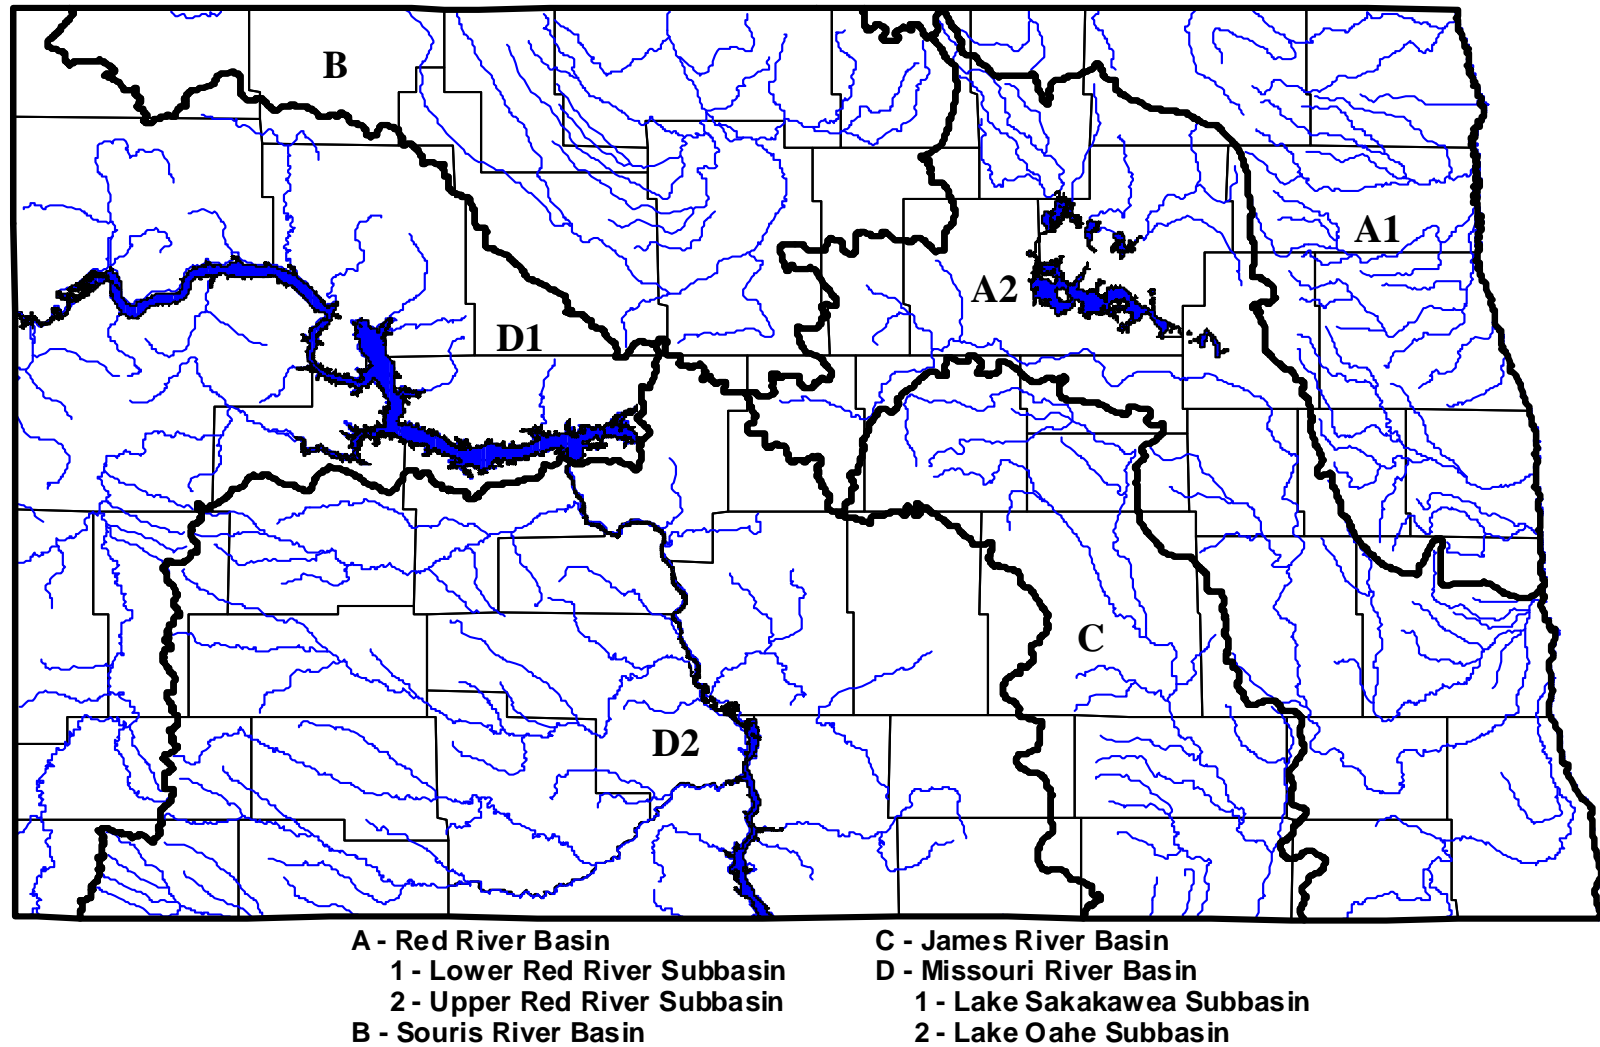 B
A1
A2
D1
C
D2
A - Red River Basin
1 - Lower Red River Subbasin
2 - Upper Red River Subbasin
B - Souris River Basin
C - James River Basin
D - Missouri River Basin
1 - Lake Sakakawea Subbasin
2 - Lake Oahe Subbasin